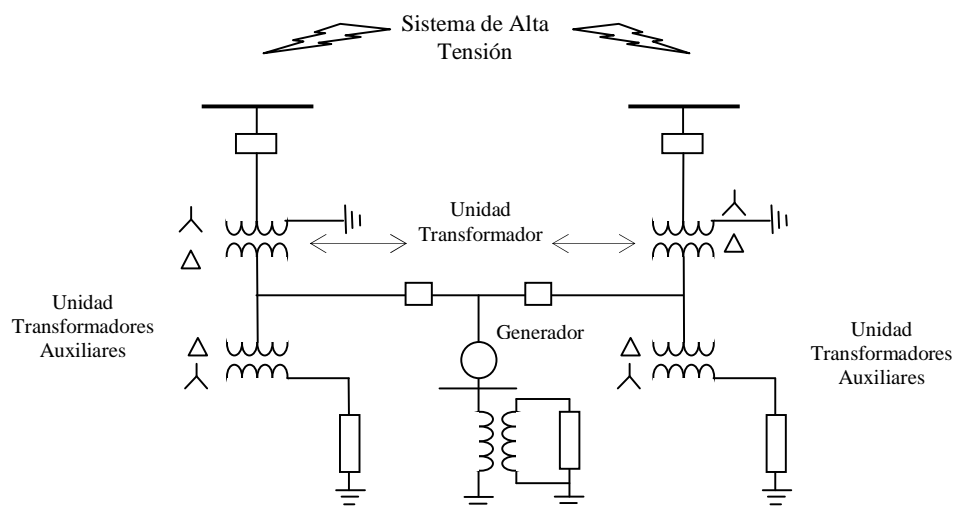 Sistema de Alta
Tensión
Unidad
Transformador
Unidad
Transformadores
Auxiliares
Generador
Unidad
Transformadores
Auxiliares